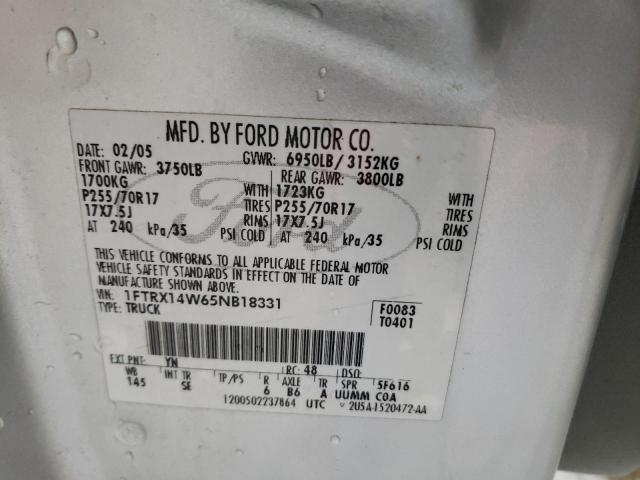 MFD. BY FORD MOTOR CO.
DATE: 02/05 GVWR: 6950LB/ 3152KG
FRONT GAWR: 3750LB REAR GAWR: 3800LB
1700KG WITH 1723KG WITH
P255/70R17 TIRES P255/70R17 TIRES
17X7.5J RIMS 17X7.5J RIMS
AT 240 kPa/35 PSI COLD AT 240 kPa/35 PSI COLD
Ford
THIS VEHICLE CONFORMS TO ALL APPLICABLE FEDERAL MOTOR
VEHICLE SAFETY STANDARDS IN EFFECT ON THE DATE OF
MANUFACTURE SHOWN ABOVE.
VIN: 1FTRX14W65NB18331 F0083
TYPE: TRUCK T0401
EXT PNT: YN RC: 48 DSO:
WB INT TR TP/PS R AXLE TR SPR 5F616
145 SE 6 B6 A UUMM COA
1200502237864 UTC 2U5A-1520472-AA